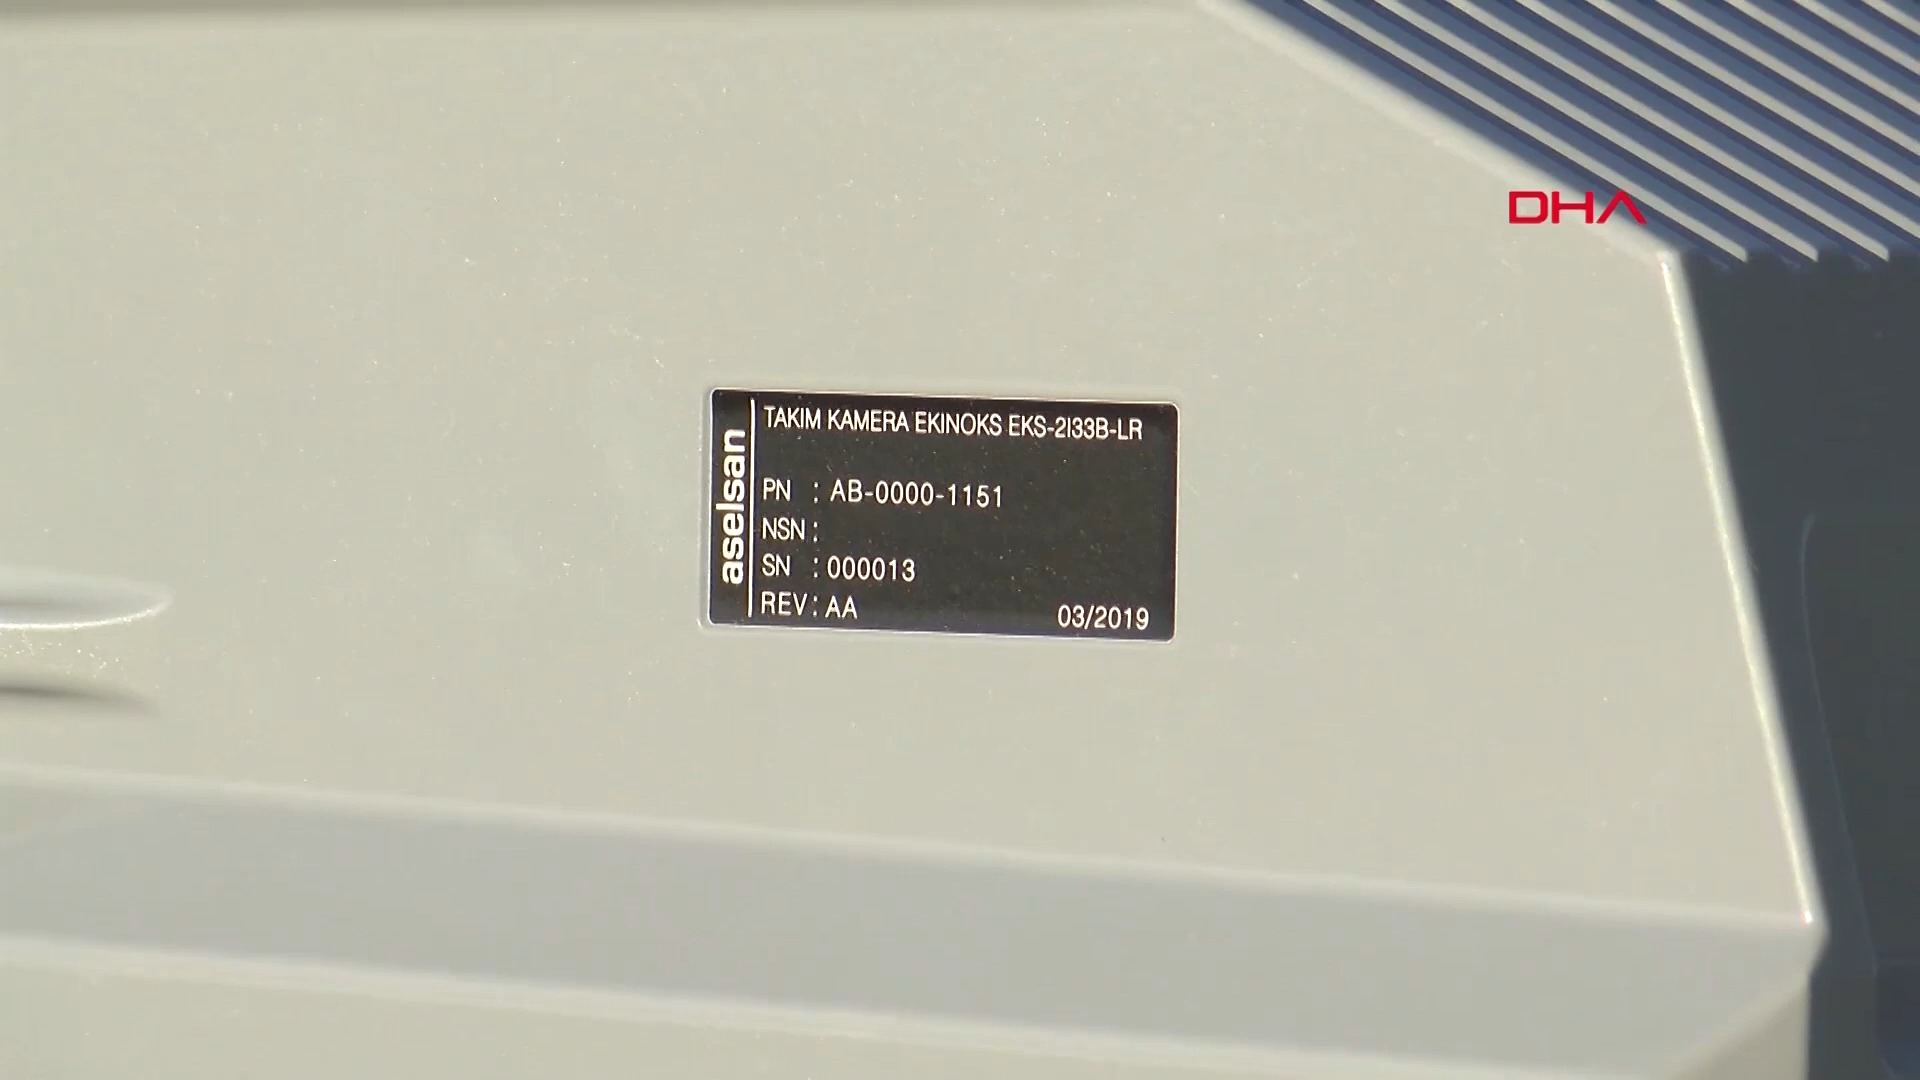 DHA
aselsan
TAKIM KAMERA EKINOKS EKS-2I33B-LR
PN : AB-0000-1151
NSN :
SN : 000013
REV : AA
03/2019